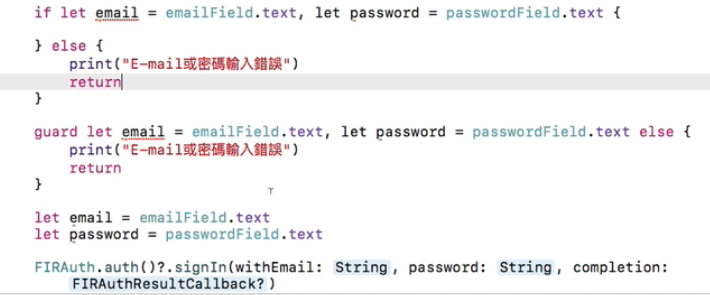 if let email = emailField.text, let password = passwordField.text {
} else {
print("E-mail或密碼輸入錯誤")
return
}
guard let email = emailField.text, let password = passwordField.text else {
print("E-mail或密碼輸入錯誤")
return
}
let email = emailField.text
let password = passwordField.text
FIRAuth.auth()?.signIn(withEmail: String, password: String, completion:
FIRAuthResultCallback?)